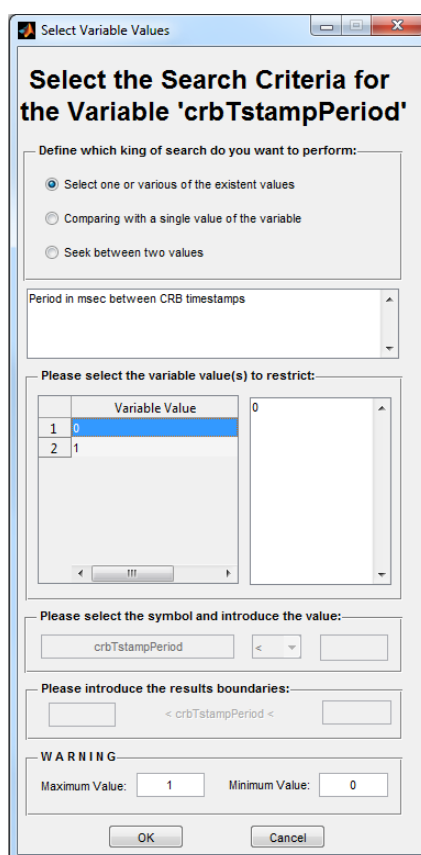 Select Variable Values
Select the Search Criteria for
the Variable 'crbTstampPeriod'
Define which king of search do you want to perform:
Select one or various of the existent values
Comparing with a single value of the variable
Seek between two values
Period in msec between CRB timestamps
Please select the variable value(s) to restrict:
Variable Value
1 0
2 1
0
Please select the symbol and introduce the value:
crbTstampPeriod <
Please introduce the results boundaries:
< crbTstampPeriod <
WARNING
Maximum Value: 1 Minimum Value: 0
OK Cancel